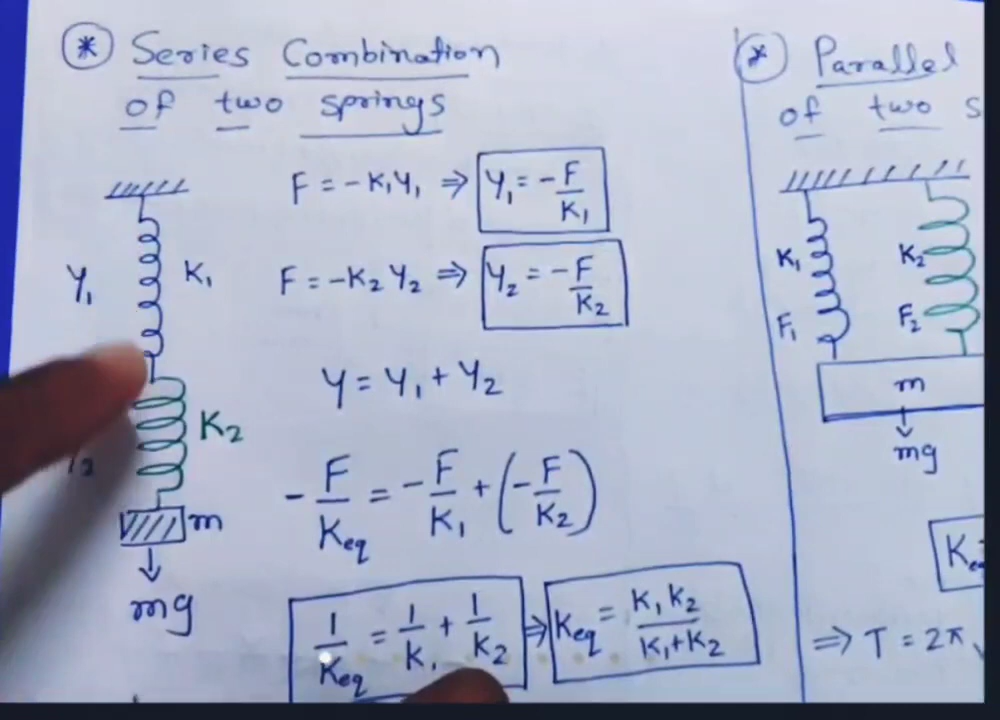 * Series Combination
of two springs
F = -K₁Y₁ ⇒ Y₁ = -F/K₁
Y₁
K₁
F = -K₂Y₂ ⇒ Y₂ = -F/K₂
Y = Y₁ + Y₂
K₂
-F/Keq = -F/K₁ + (-F/K₂)
m
mg
1/Keq = 1/K₁ + 1/K₂ ⇒ Keq = K₁K₂/K₁+K₂
* Parallel
of two s
K₁
K₂
F₁
F₂
m
mg
⇒ T = 2π